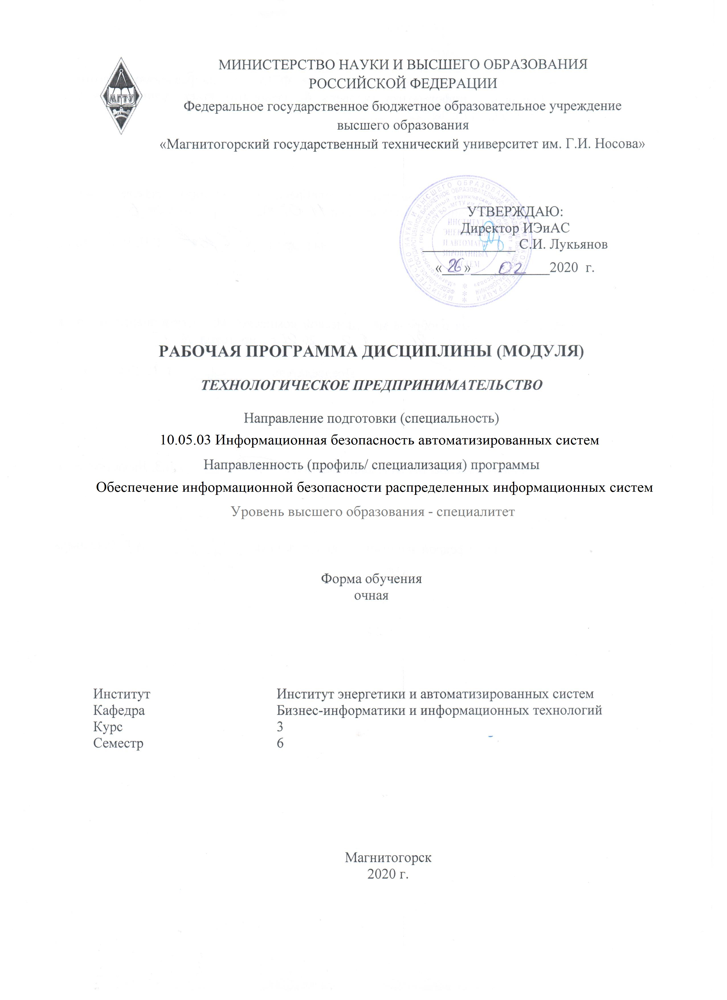 МИНИСТЕРСТВО НАУКИ И ВЫСШЕГО ОБРАЗОВАНИЯ
РОССИЙСКОЙ ФЕДЕРАЦИИ
Федеральное государственное бюджетное образовательное учреждение
высшего образования
«Магнитогорский государственный технический университет им. Г.И. Носова»
МГТУ
УТВЕРЖДАЮ:
Директор ИЭиАС
С.И. Лукьянов
«26» 02 2020 г.
РАБОЧАЯ ПРОГРАММА ДИСЦИПЛИНЫ (МОДУЛЯ)
ТЕХНОЛОГИЧЕСКОЕ ПРЕДПРИНИМАТЕЛЬСТВО
Направление подготовки (специальность)
10.05.03 Информационная безопасность автоматизированных систем
Направленность (профиль/ специализация) программы
Обеспечение информационной безопасности распределенных информационных систем
Уровень высшего образования - специалитет
Форма обучения
очная
Институт Институт энергетики и автоматизированных систем
Кафедра Бизнес-информатики и информационных технологий
Курс 3
Семестр 6
Магнитогорск
2020 г.